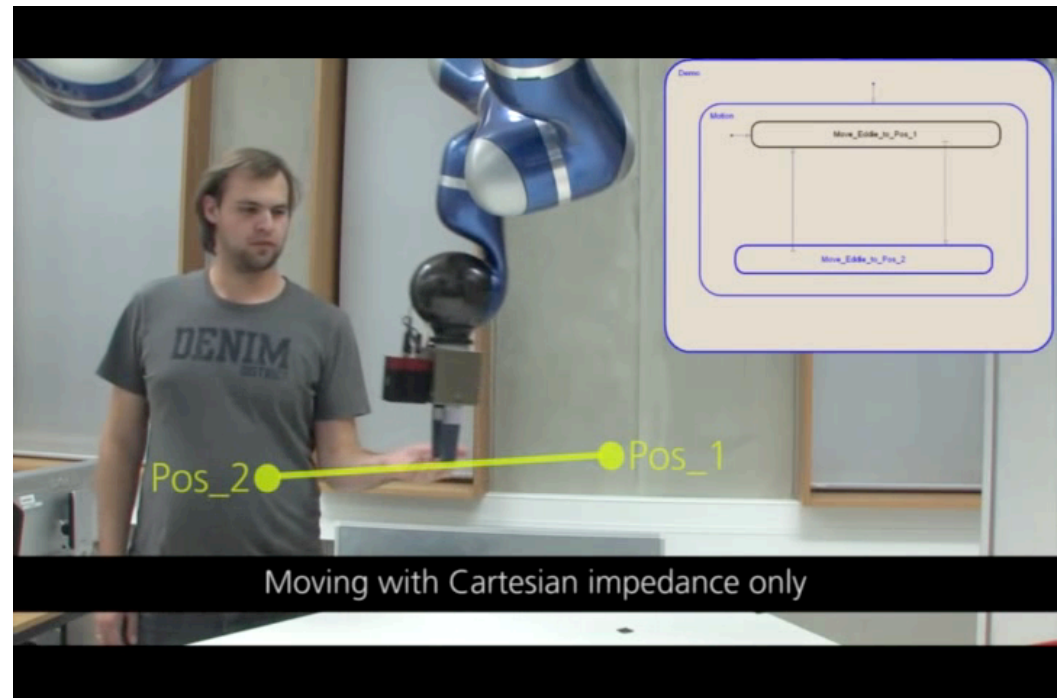 Demo
Motion
Move_Eddie_to_Pos_1
Move_Eddie_to_Pos_2
DENIM
Pos_1
Pos_2
Moving with Cartesian impedance only